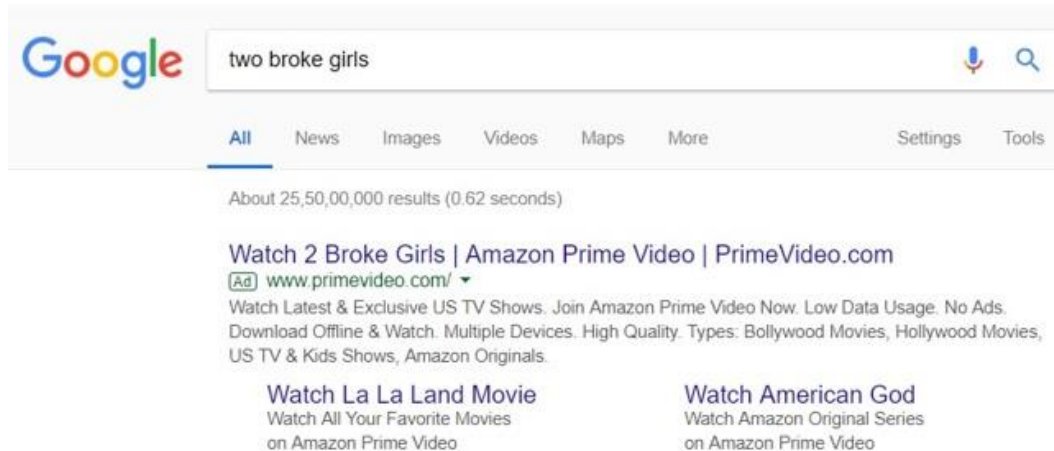 Google
two broke girls
All News Images Videos Maps More Settings Tools
About 25,50,00,000 results (0.62 seconds)
Watch 2 Broke Girls | Amazon Prime Video | PrimeVideo.com
Ad www.primevideo.com/
Watch Latest & Exclusive US TV Shows. Join Amazon Prime Video Now. Low Data Usage. No Ads.
Download Offline & Watch. Multiple Devices. High Quality. Types: Bollywood Movies, Hollywood Movies,
US TV & Kids Shows, Amazon Originals.
Watch La La Land Movie
Watch All Your Favorite Movies
on Amazon Prime Video
Watch American God
Watch Amazon Original Series
on Amazon Prime Video